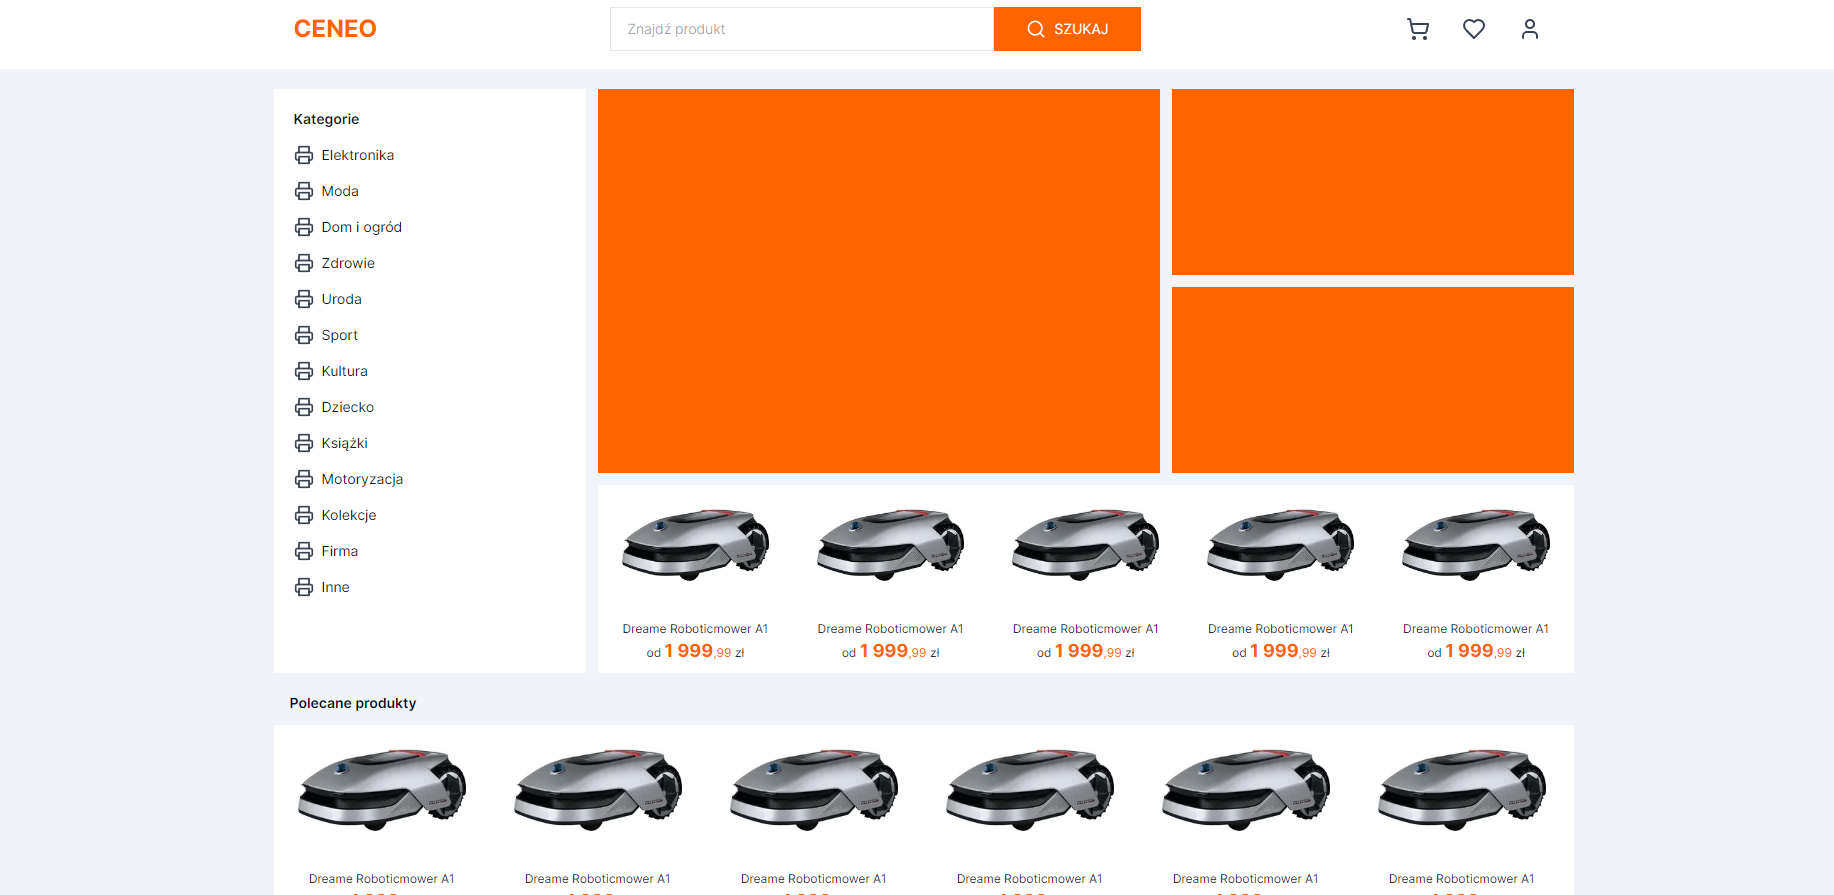 CENEO
Znajdź produkt
SZUKAJ
Kategorie
Elektronika
Moda
Dom i ogród
Zdrowie
Uroda
Sport
Kultura
Dziecko
Książki
Motoryzacja
Kolekcje
Firma
Inne
Dreame Roboticmower A1
od 1 999,99 zł
Dreame Roboticmower A1
od 1 999,99 zł
Dreame Roboticmower A1
od 1 999,99 zł
Dreame Roboticmower A1
od 1 999,99 zł
Dreame Roboticmower A1
od 1 999,99 zł
Polecane produkty
Dreame Roboticmower A1
Dreame Roboticmower A1
Dreame Roboticmower A1
Dreame Roboticmower A1
Dreame Roboticmower A1
Dreame Roboticmower A1